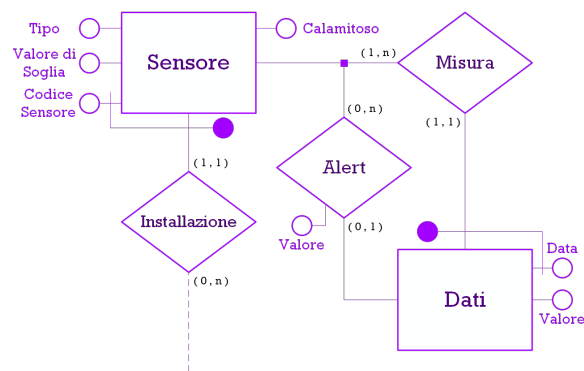 Tipo
Calamitoso
Valore di
Soglia
Sensore
(1,n)
Misura
Codice
Sensore
(0,n)
(1,1)
(1,1)
Alert
Installazione
(0,1)
Valore
Data
(0,n)
Dati
Valore